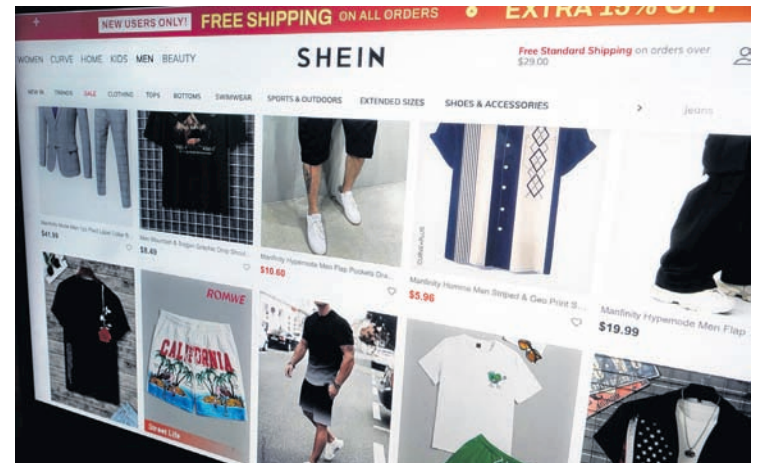 NEW USERS ONLY! FREE SHIPPING ON ALL ORDERS EXTRA 15% OFF
WOMEN CURVE HOME KIDS MEN BEAUTY
SHEIN
Free Standard Shipping on orders over
$29.00
NEW IN TRENDS SALE CLOTHING TOPS BOTTOMS SWIMWEAR SPORTS & OUTDOORS EXTENDED SIZES SHOES & ACCESSORIES
jeans
$41.99
$8.49
Manfinity Hypemode Men Flap Pockets Dra...
$10.60
Manfinity Homme Men Striped & Geo Print S...
$5.96
Manfinity Hypemode Men Flap
$19.99
ROMWE
CALIFORNIA
Street Life